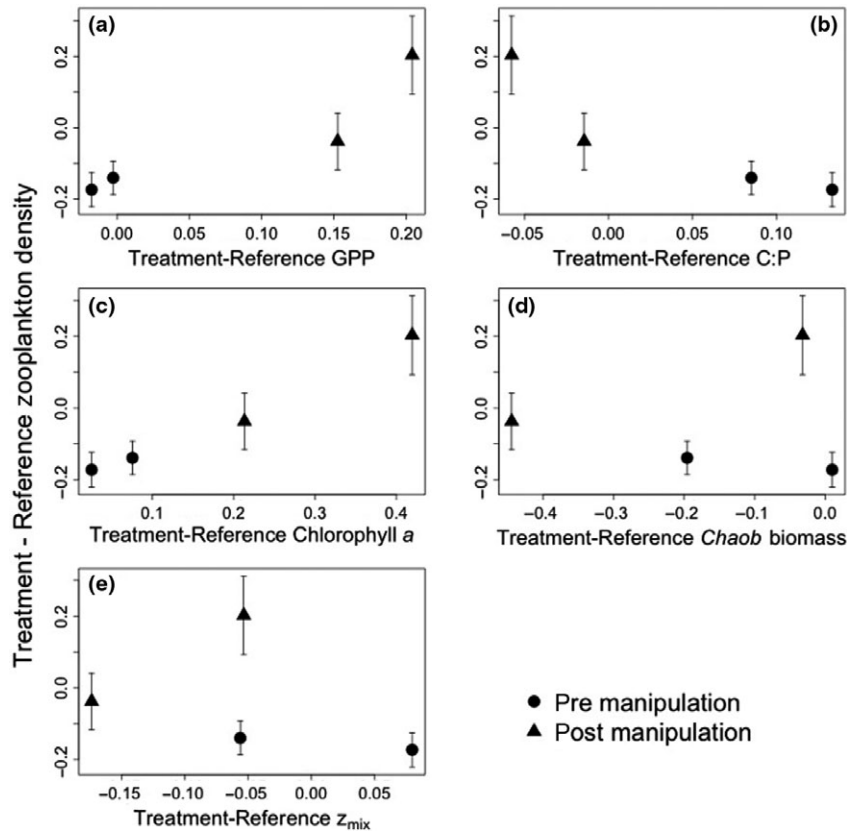 Treatment - Reference zooplankton density
(a)
0.2
0.0
−0.2
0.00 0.05 0.10 0.15 0.20
Treatment-Reference GPP
(b)
0.2
0.0
−0.2
−0.05 0.00 0.05 0.10
Treatment-Reference C:P
(c)
0.2
0.0
−0.2
0.1 0.2 0.3 0.4
Treatment-Reference Chlorophyll a
(d)
0.2
0.0
−0.2
−0.4 −0.3 −0.2 −0.1 0.0
Treatment-Reference Chaob biomass
(e)
0.2
0.0
−0.2
−0.15 −0.10 −0.05 0.00 0.05
Treatment-Reference zmix
Pre manipulation
Post manipulation